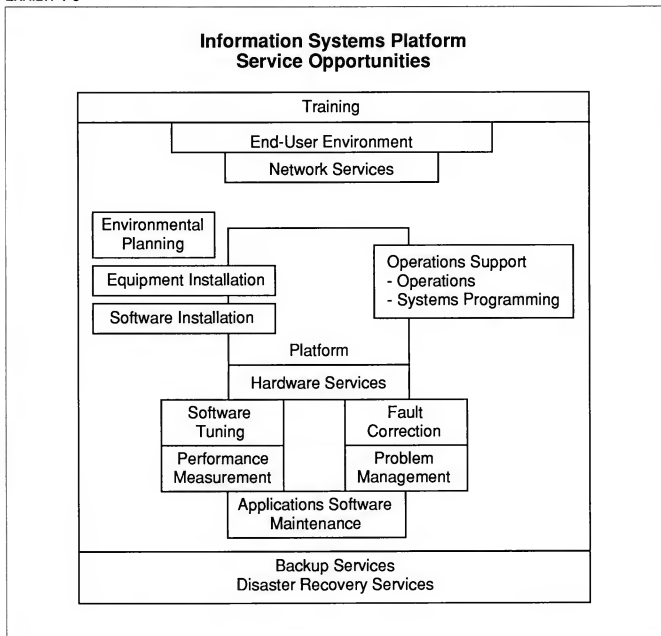 Information Systems Platform
Service Opportunities
Training
End-User Environment
Network Services
Environmental
Planning
Equipment Installation
Software Installation
Operations Support
- Operations
- Systems Programming
Platform
Hardware Services
Software
Tuning
Fault
Correction
Performance
Measurement
Problem
Management
Applications Software
Maintenance
Backup Services
Disaster Recovery Services